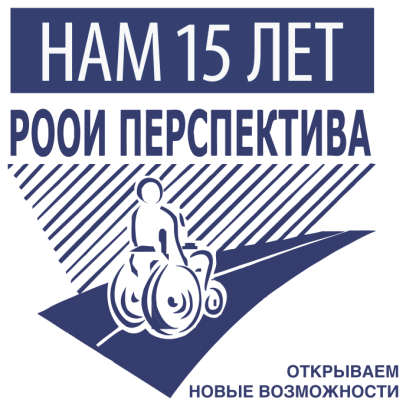 НАМ 15 ЛЕТ
РООИ ПЕРСПЕКТИВА
ОТКРЫВАЕМ
НОВЫЕ ВОЗМОЖНОСТИ